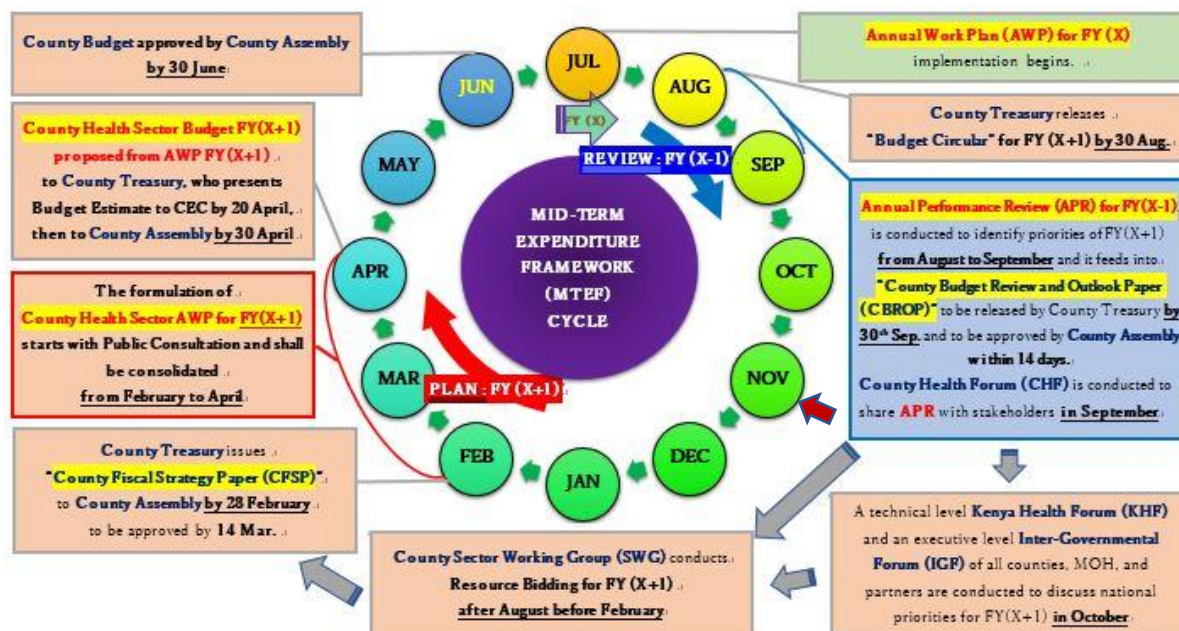 County Budget approved by County Assembly
by 30 June.
County Health Sector Budget FY(X+1)
proposed from AWP FY(X+1)
to County Treasury, who presents
Budget Estimate to CEC by 20 April,
then to County Assembly by 30 April
The formulation of
County Health Sector AWP for FY(X+1)
starts with Public Consultation and shall
be consolidated
from February to April
County Treasury issues
"County Fiscal Strategy Paper (CFSP)"
to County Assembly by 28 February
to be approved by 14 Mar.
JUL
AUG
SEP
OCT
NOV
DEC
JAN
FEB
MAR
APR
MAY
JUN
FY (X)
REVIEW: FY (X-1)
MID-TERM
EXPENDITURE
FRAMEWORK
(MTEF)
CYCLE
PLAN: FY (X+1)
Annual Work Plan (AWP) for FY (X)
implementation begins.
County Treasury releases
"Budget Circular" for FY (X+1) by 30 Aug.
Annual Performance Review (APR) for FY(X-1)
is conducted to identify priorities of FY(X+1)
from August to September and it feeds into
"County Budget Review and Outlook Paper
(CBROP)" to be released by County Treasury by
30th Sep. and to be approved by County Assembly
within 14 days.
County Health Forum (CHF) is conducted to
share APR with stakeholders in September
A technical level Kenya Health Forum (KHF)
and an executive level Inter-Governmental
Forum (IGF) of all counties, MOH, and
partners are conducted to discuss national
priorities for FY(X+1) in October
County Sector Working Group (SWG) conducts
Resource Bidding for FY (X+1)
after August before February